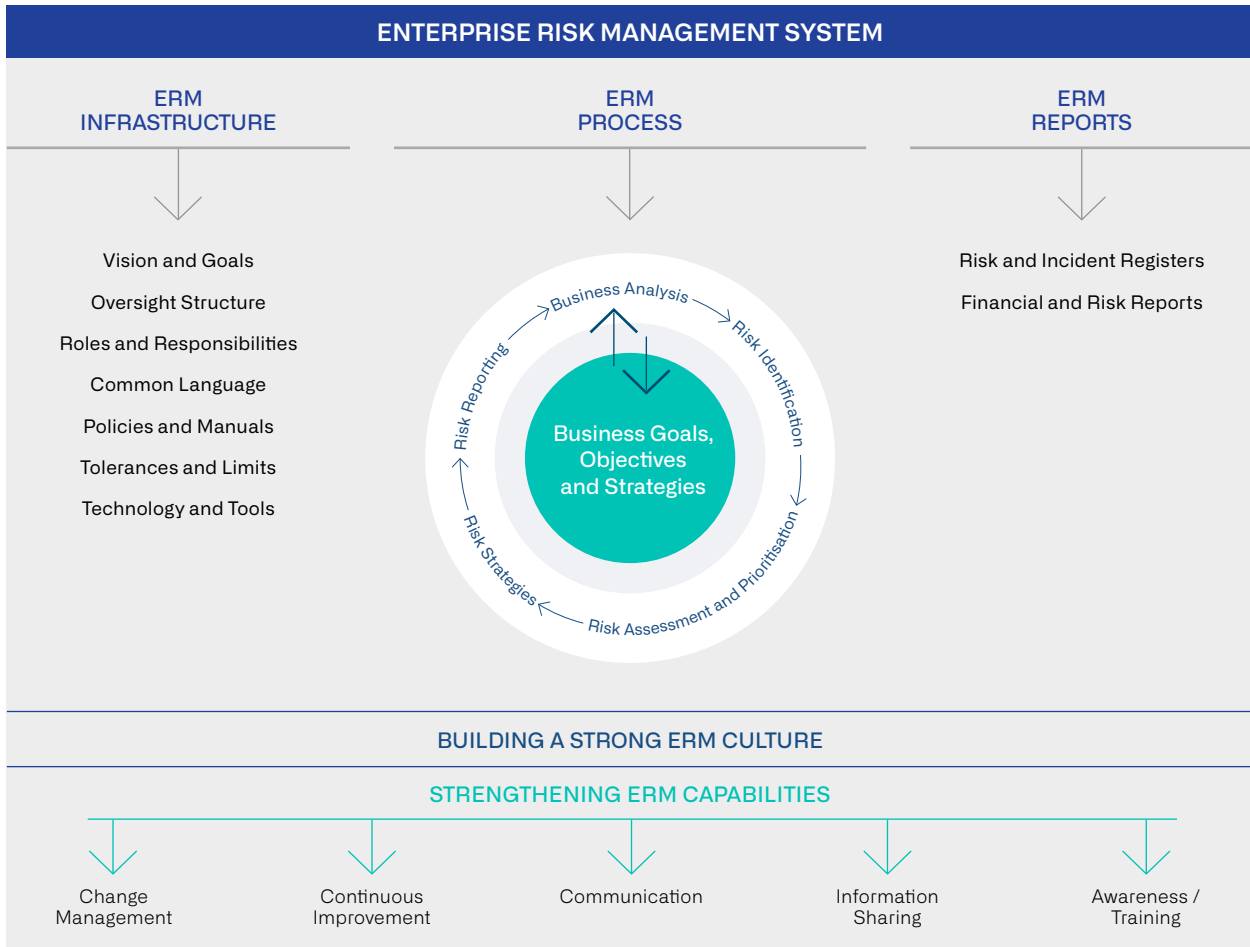 ENTERPRISE RISK MANAGEMENT SYSTEM
ERM
INFRASTRUCTURE
Vision and Goals
Oversight Structure
Roles and Responsibilities
Common Language
Policies and Manuals
Tolerances and Limits
Technology and Tools
ERM
PROCESS
Business Analysis
Risk Identification
Risk Assessment and Prioritisation
Risk Strategies
Risk Reporting
Business Goals,
Objectives
and Strategies
ERM
REPORTS
Risk and Incident Registers
Financial and Risk Reports
BUILDING A STRONG ERM CULTURE
STRENGTHENING ERM CAPABILITIES
Change
Management
Continuous
Improvement
Communication
Information
Sharing
Awareness /
Training